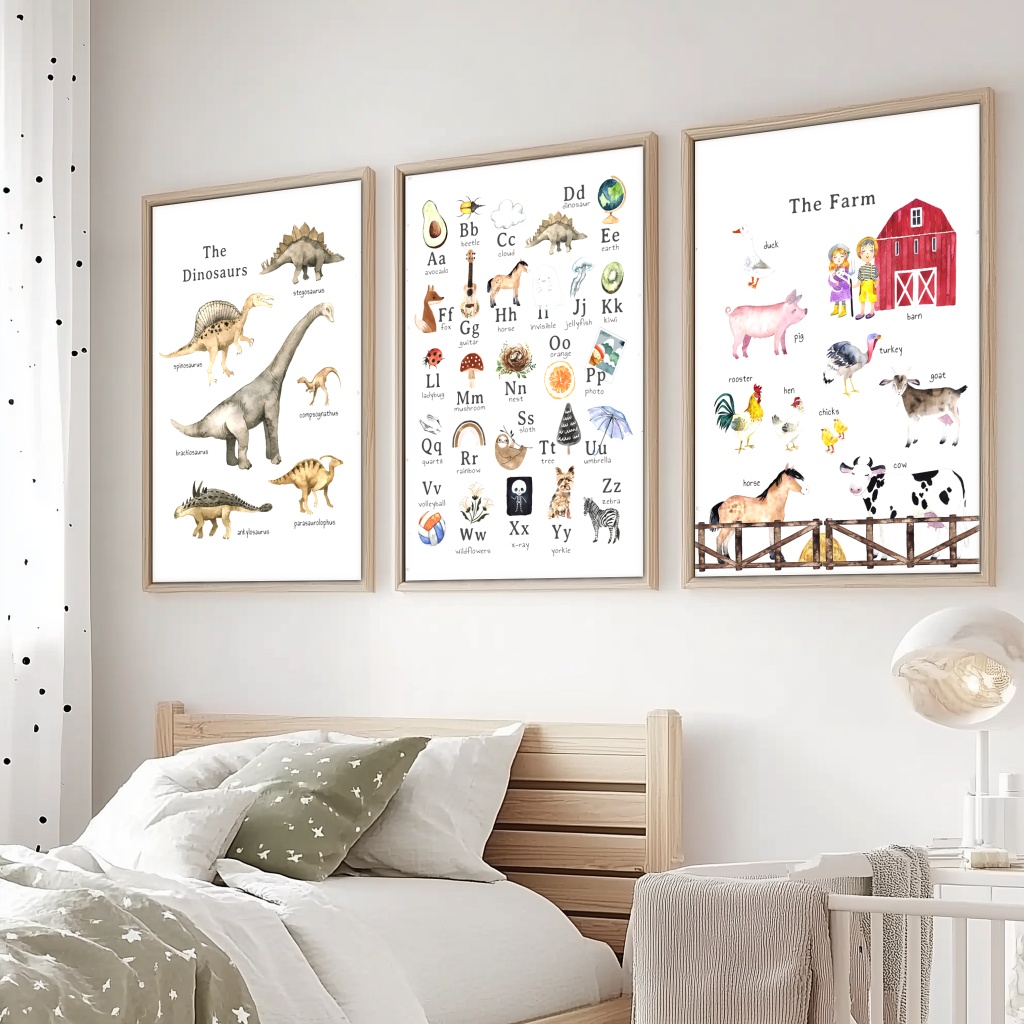 The
Dinosaurs
stegosaurus
spinosaurus
compsognathus
brachiosaurus
parasaurolophus
ankylosaurus
Dd
dinosaur
Bb
beetle
Cc
cloud
Ee
earth
Aa
avocado
Ff
fox
Gg
guitar
Hh
horse
Ii
invisible
Jj
jellyfish
Kk
kiwi
Ll
ladybug
Mm
mushroom
Nn
nest
Oo
orange
Pp
photo
Qq
quartz
Rr
rainbow
Ss
sloth
Tt
tree
Uu
umbrella
Vv
volleyball
Ww
wildflowers
Xx
x-ray
Yy
yorkie
Zz
zebra
The Farm
duck
barn
pig
turkey
rooster
hen
goat
chicks
horse
cow